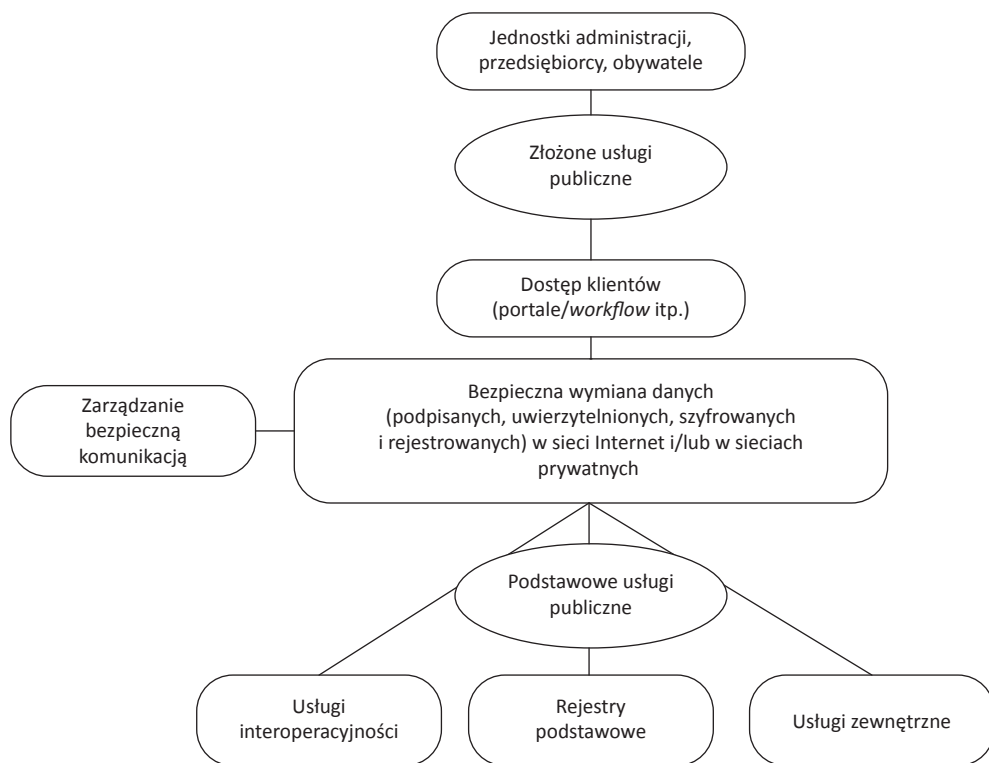 Jednostki administracji,
przedsiębiorcy, obywatele
Złożone usługi
publiczne
Dostęp klientów
(portale/workflow itp.)
Zarządzanie
bezpieczną
komunikacją
Bezpieczna wymiana danych
(podpisanych, uwierzytelnionych, szyfrowanych
i rejestrowanych) w sieci Internet i/lub w sieciach
prywatnych
Podstawowe usługi
publiczne
Usługi
interoperacyjności
Rejestry
podstawowe
Usługi zewnętrzne